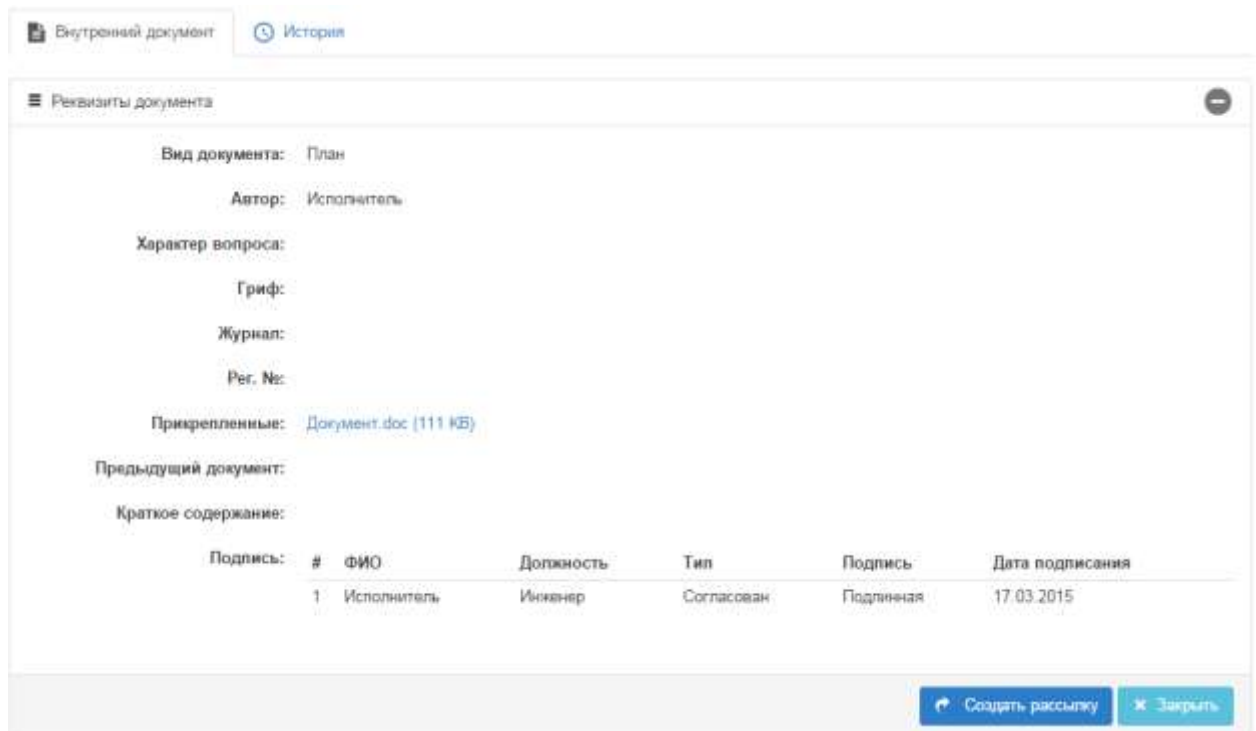 Внутренний документ История
Реквизиты документа
Вид документа: План
Автор: Исполнитель
Характер вопроса:
Гриф:
Журнал:
Рег. №:
Прикрепленные: Документ.doc (111 КБ)
Предыдущий документ:
Краткое содержание:
Подпись: # ФИО Должность Тип Подпись Дата подписания
1 Исполнитель Инженер Согласован Подлинная 17.03.2015
Создать рассылку Закрыть